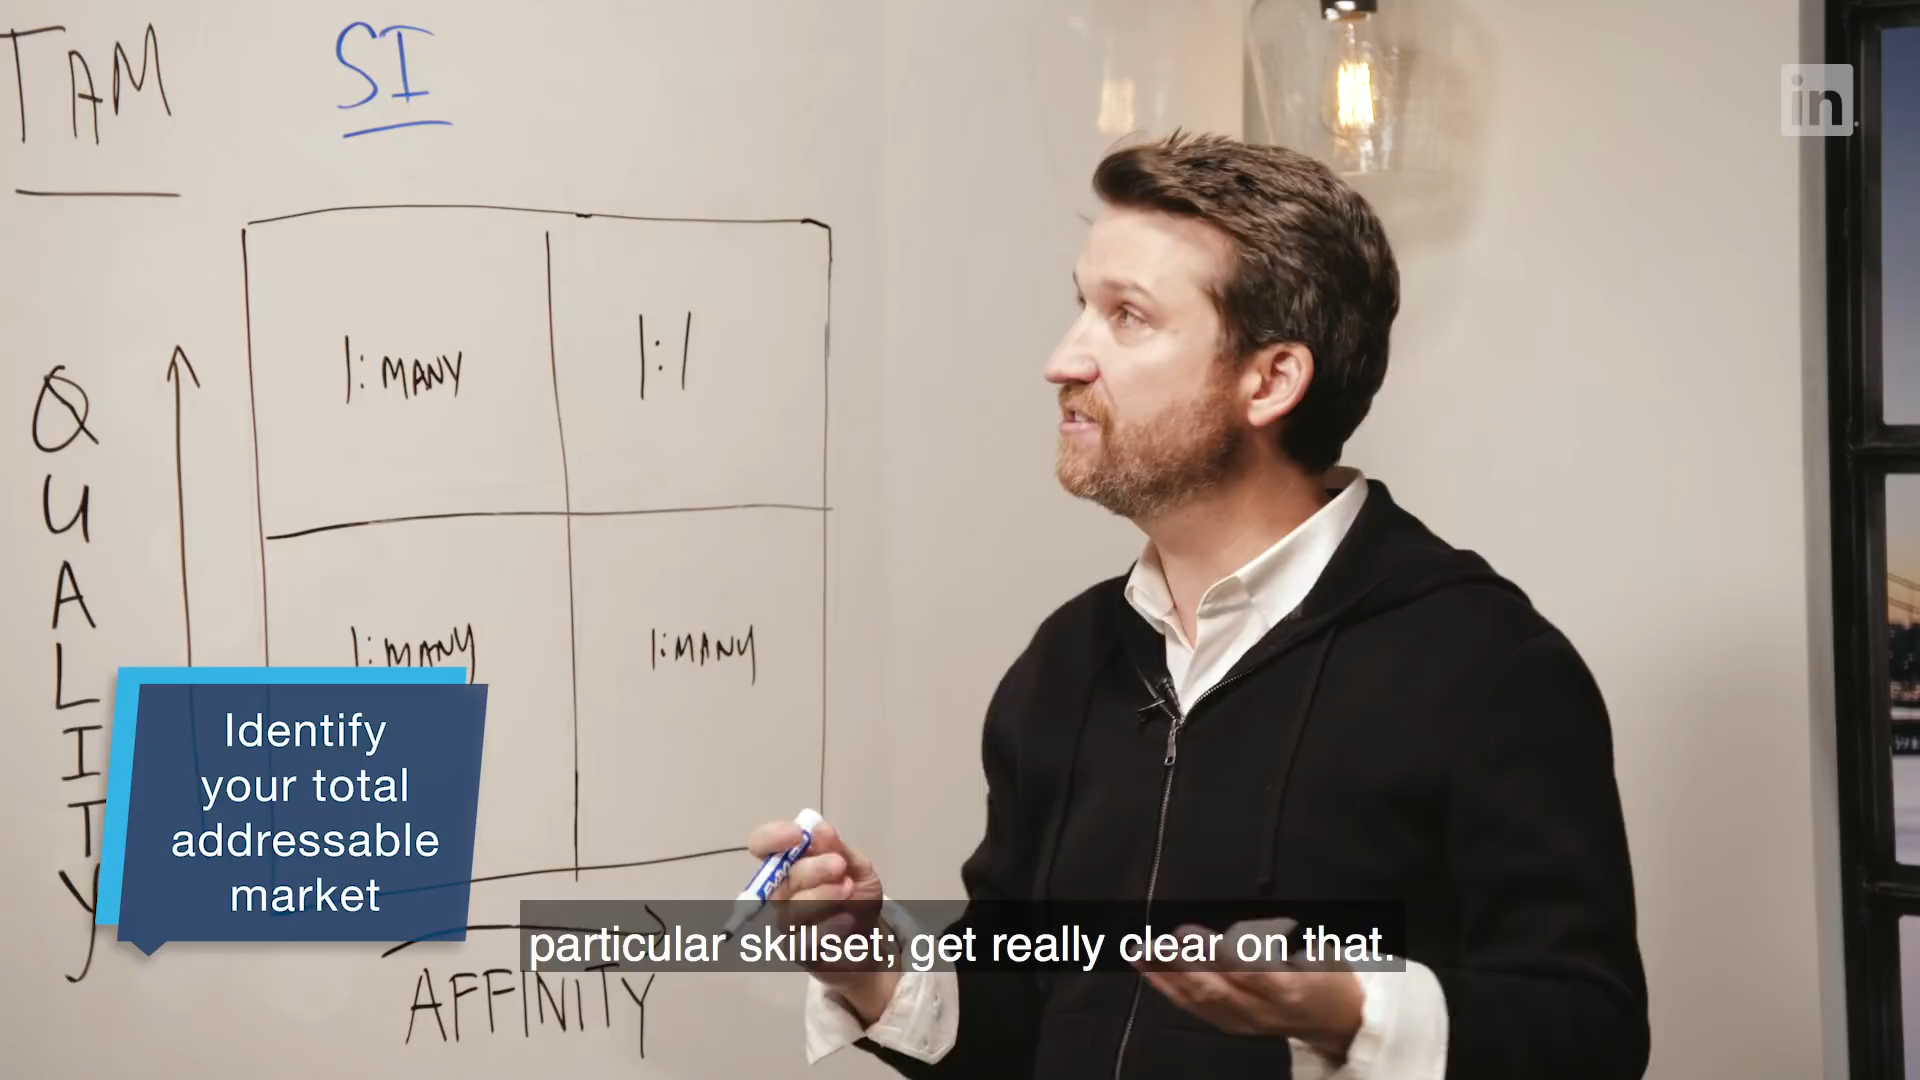 TAM
SI
in
1:MANY
1:1
QUALITY
1:MANY
1:MANY
Identify
your total
addressable
market
particular skillset; get really clear on that.
AFFINITY